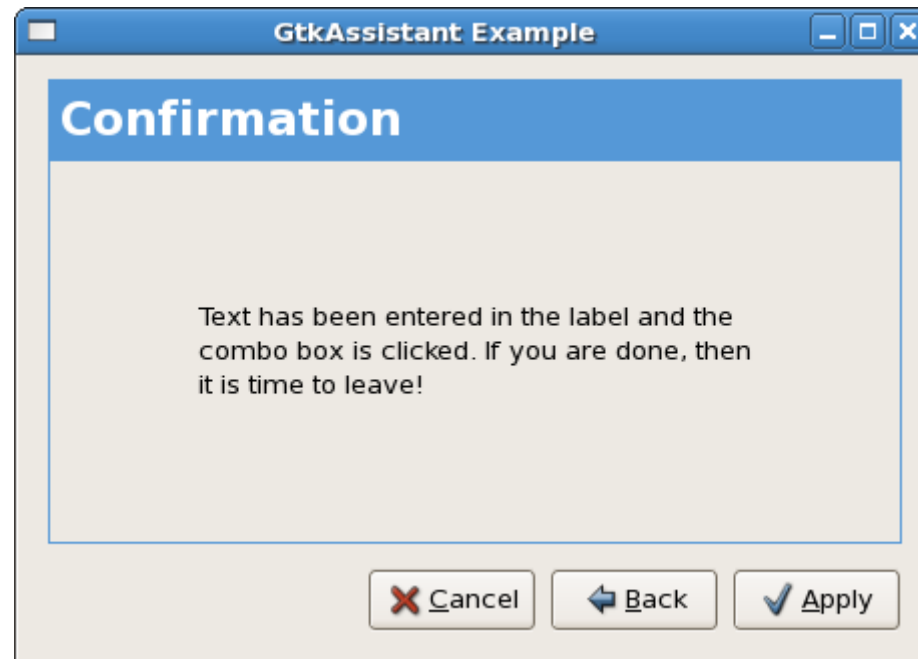 GtkAssistant Example
Confirmation
Text has been entered in the label and the
combo box is clicked. If you are done, then
it is time to leave!
Cancel Back Apply